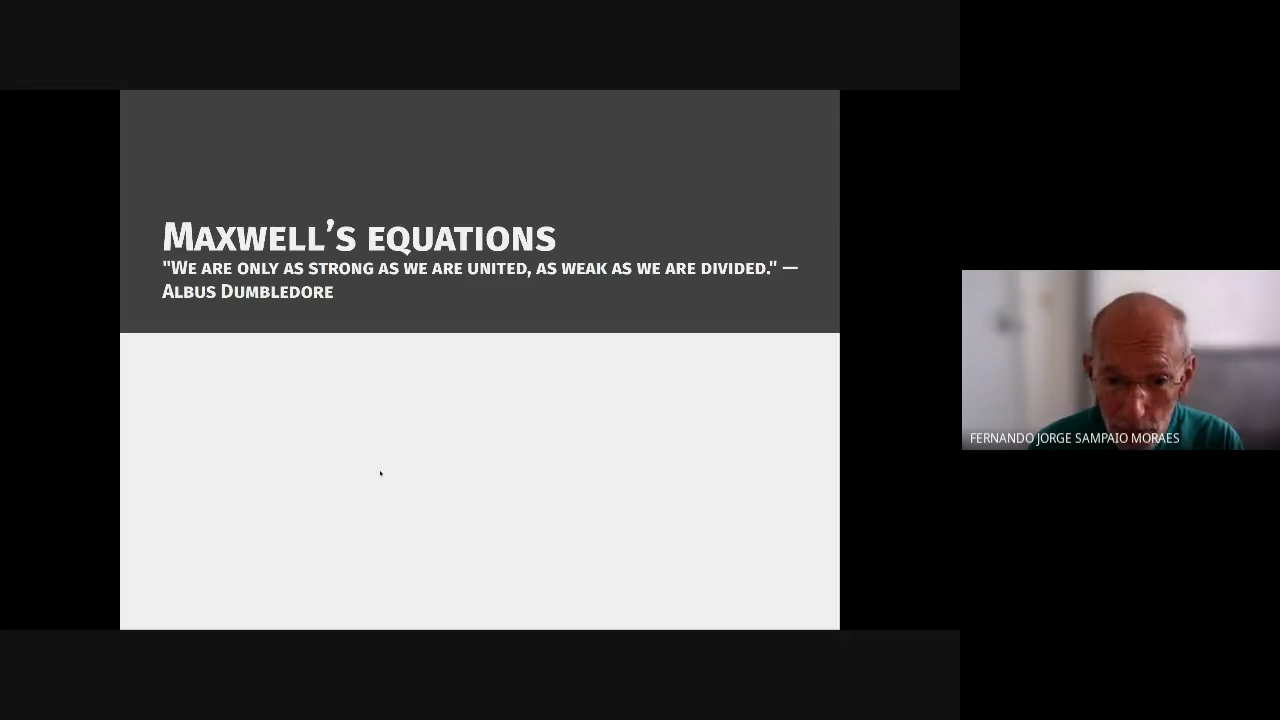 Maxwell's equations
"We are only as strong as we are united, as weak as we are divided." —
Albus Dumbledore
FERNANDO JORGE SAMPAIO MORAES